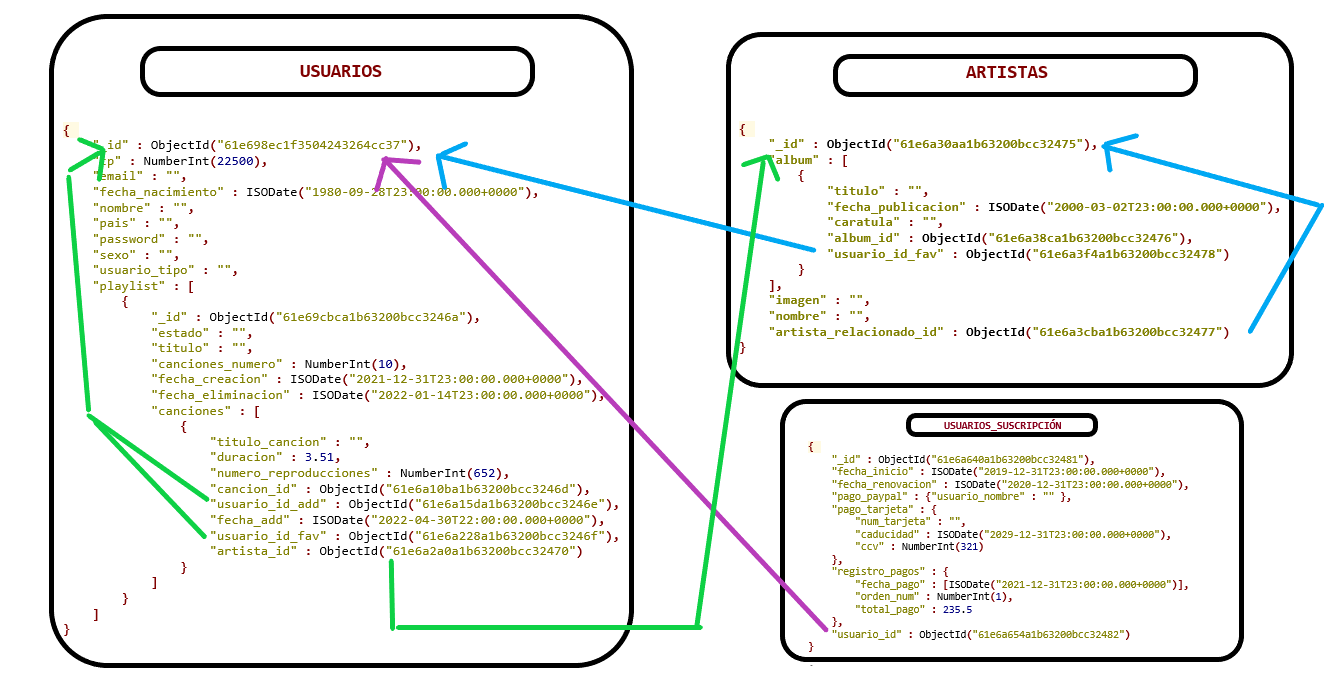 USUARIOS
{
"_id" : ObjectId("61e698ec1f3504243264cc37"),
"cp" : NumberInt(22500),
"email" : "",
"fecha_nacimiento" : ISODate("1980-09-28T23:00:00.000+0000"),
"nombre" : "",
"pais" : "",
"password" : "",
"sexo" : "",
"usuario_tipo" : "",
"playlist" : [
{
"_id" : ObjectId("61e69cbca1b63200bcc3246a"),
"estado" : "",
"titulo" : "",
"canciones_numero" : NumberInt(10),
"fecha_creacion" : ISODate("2021-12-31T23:00:00.000+0000"),
"fecha_eliminacion" : ISODate("2022-01-14T23:00:00.000+0000"),
"canciones" : [
{
"titulo_cancion" : "",
"duracion" : 3.51,
"numero_reproducciones" : NumberInt(652),
"cancion_id" : ObjectId("61e6a10ba1b63200bcc3246d"),
"usuario_id_add" : ObjectId("61e6a15da1b63200bcc3246e"),
"fecha_add" : ISODate("2022-04-30T22:00:00.000+0000"),
"usuario_id_fav" : ObjectId("61e6a228a1b63200bcc3246f"),
"artista_id" : ObjectId("61e6a2a0a1b63200bcc32470")
}
]
}
]
}
ARTISTAS
{
"_id" : ObjectId("61e6a30aa1b63200bcc32475"),
"album" : [
{
"titulo" : "",
"fecha_publicacion" : ISODate("2000-03-02T23:00:00.000+0000"),
"caratula" : "",
"album_id" : ObjectId("61e6a38ca1b63200bcc32476"),
"usuario_id_fav" : ObjectId("61e6a3f4a1b63200bcc32478")
}
],
"imagen" : "",
"nombre" : "",
"artista_relacionado_id" : ObjectId("61e6a3cba1b63200bcc32477")
}
USUARIOS_SUSCRIPCIÓN
{
"_id" : ObjectId("61e6a640a1b63200bcc32481"),
"fecha_inicio" : ISODate("2019-12-31T23:00:00.000+0000"),
"fecha_renovacion" : ISODate("2020-12-31T23:00:00.000+0000"),
"pago_paypal" : {"usuario_nombre" : "" },
"pago_tarjeta" : {
"num_tarjeta" : "",
"caducidad" : ISODate("2029-12-31T23:00:00.000+0000"),
"ccv" : NumberInt(321)
},
"registro_pagos" : {
"fecha_pago" : [ISODate("2021-12-31T23:00:00.000+0000")],
"orden_num" : NumberInt(1),
"total_pago" : 235.5
},
"usuario_id" : ObjectId("61e6a654a1b63200bcc32482")
}